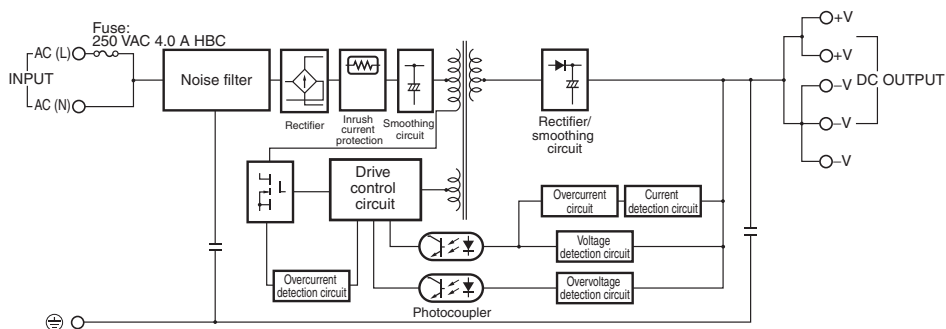 Fuse:
250 VAC 4.0 A HBC
AC (L)
INPUT
AC (N)
Noise filter
Rectifier
Inrush
current
protection
Smoothing
circuit
Rectifier/
smoothing
circuit
+V
+V
DC OUTPUT
–V
–V
–V
Drive
control
circuit
Overcurrent
circuit
Current
detection circuit
Voltage
detection circuit
Overcurrent
detection circuit
Overvoltage
detection circuit
Photocoupler